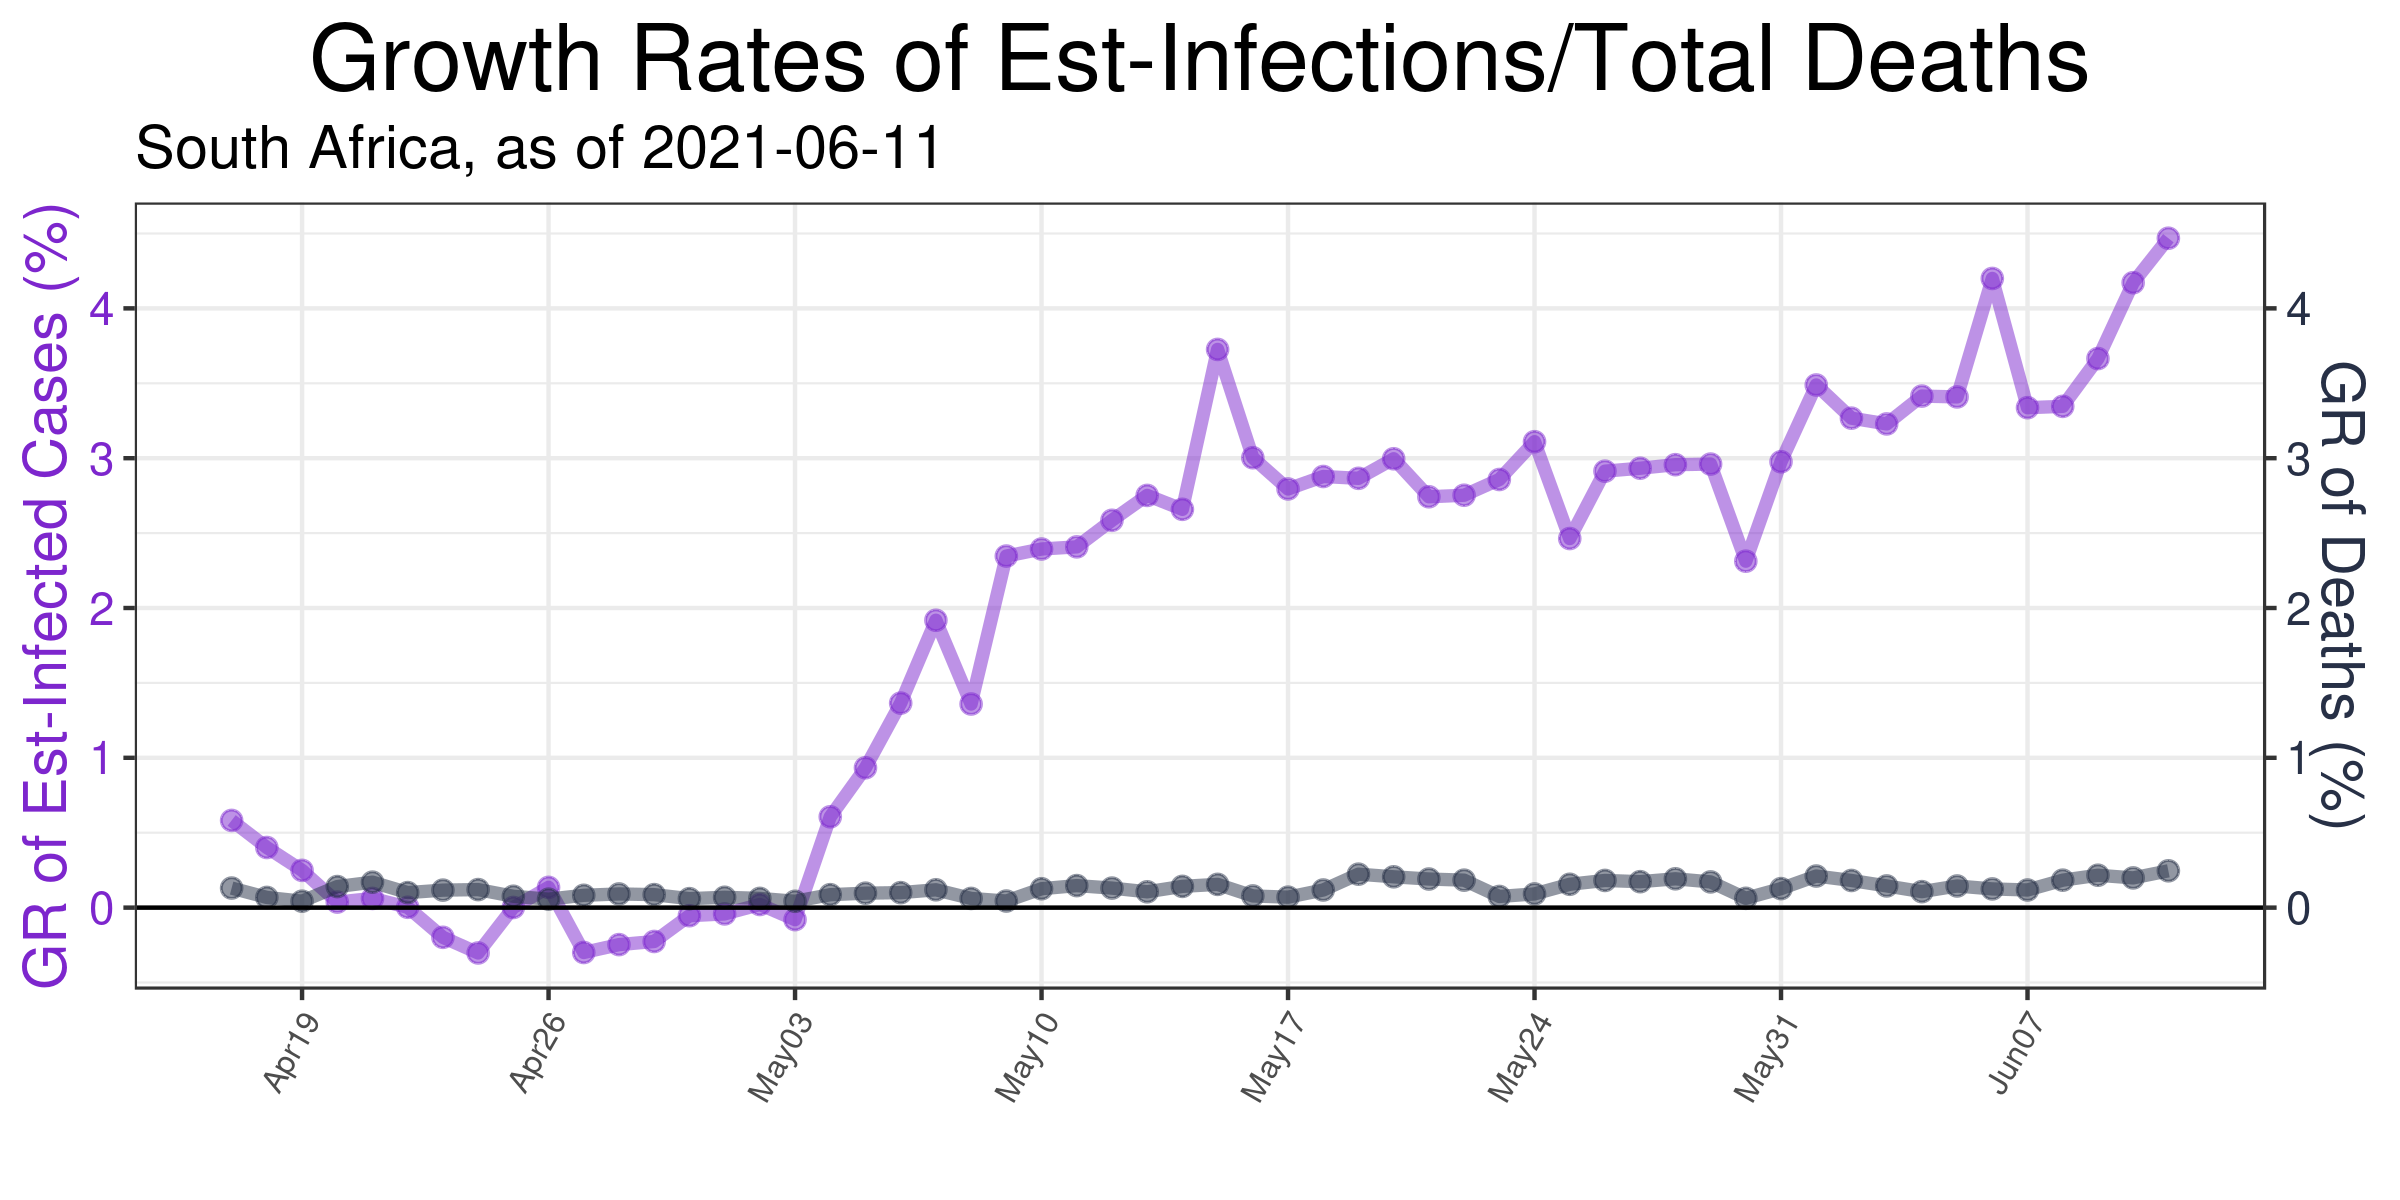 Growth Rates of Est-Infections/Total Deaths
South Africa, as of 2021-06-11
GR of Est-Infected Cases (%)
4
3
2
1
0
4
3
2
1
0
GR of Deaths (%)
Apr19
Apr26
May03
May10
May17
May24
May31
Jun07